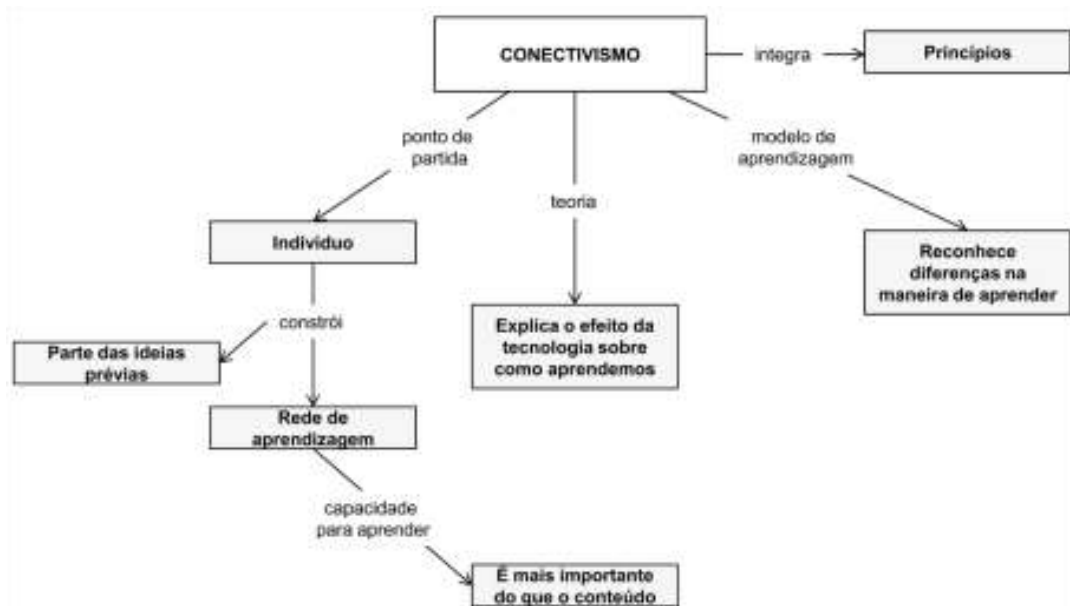 CONECTIVISMO
integra
Princípios
ponto de
partida
teoria
modelo de
aprendizagem
Indivíduo
constrói
Parte das ideias
prévias
Rede de
aprendizagem
Explica o efeito da
tecnologia sobre
como aprendemos
Reconhece
diferenças na
maneira de aprender
capacidade
para aprender
É mais importante
do que o conteúdo